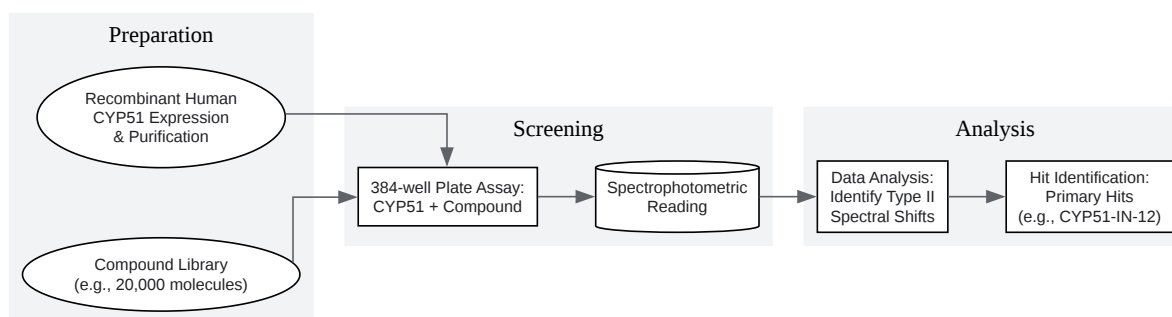 Preparation
Recombinant Human
CYP51 Expression
& Purification
Compound Library
(e.g., 20,000 molecules)
Screening
384-well Plate Assay:
CYP51 + Compound
Spectrophotometric
Reading
Analysis
Data Analysis:
Identify Type II
Spectral Shifts
Hit Identification:
Primary Hits
(e.g., CYP51-IN-12)